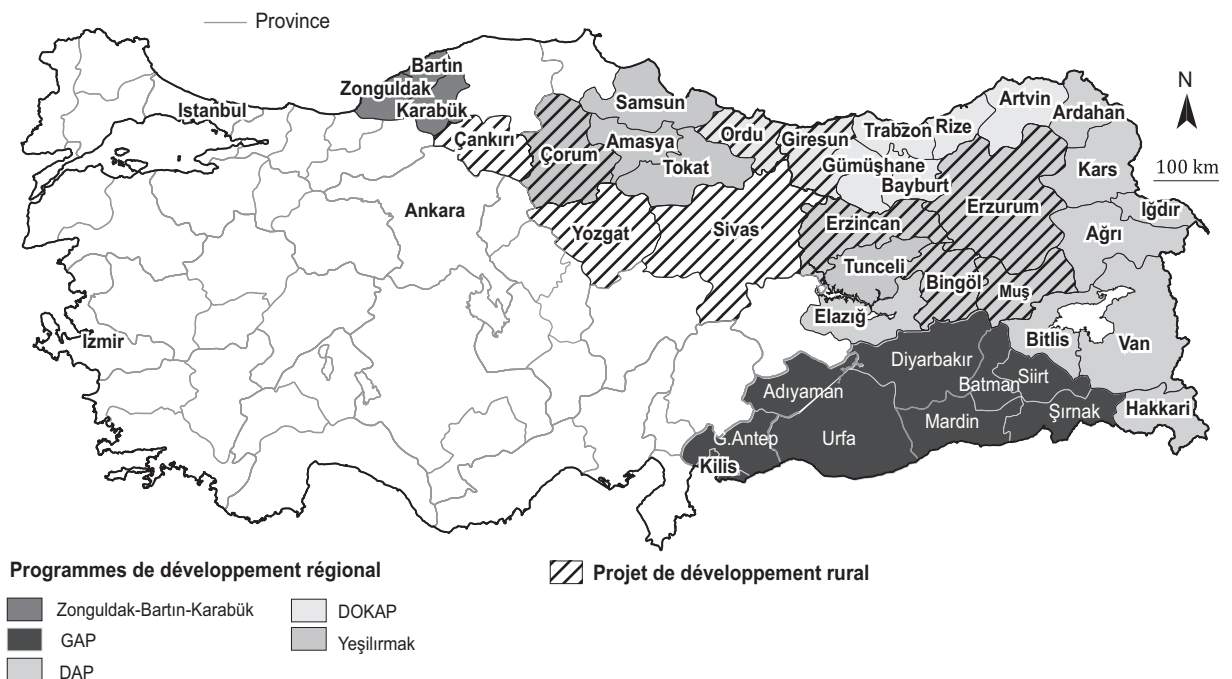 Province
Bartın
Zonguldak
Karabük
Istanbul
Çankırı
Samsun
Çorum
Amasya
Tokat
Ordu
Giresun
Trabzon
Rize
Artvin
Ardahan
Gümüşhane
Bayburt
Kars
N
100 km
Ankara
Yozgat
Sivas
Erzincan
Erzurum
Iğdır
Ağrı
Tunceli
Bingöl
Muş
Elazığ
Bitlis
Van
İzmir
Diyarbakır
Adıyaman
Batman
Siirt
Şırnak
Hakkari
G.Antep
Urfa
Mardin
Kilis
Programmes de développement régional
Zonguldak-Bartın-Karabük
GAP
DAP
DOKAP
Yeşilırmak
Projet de développement rural